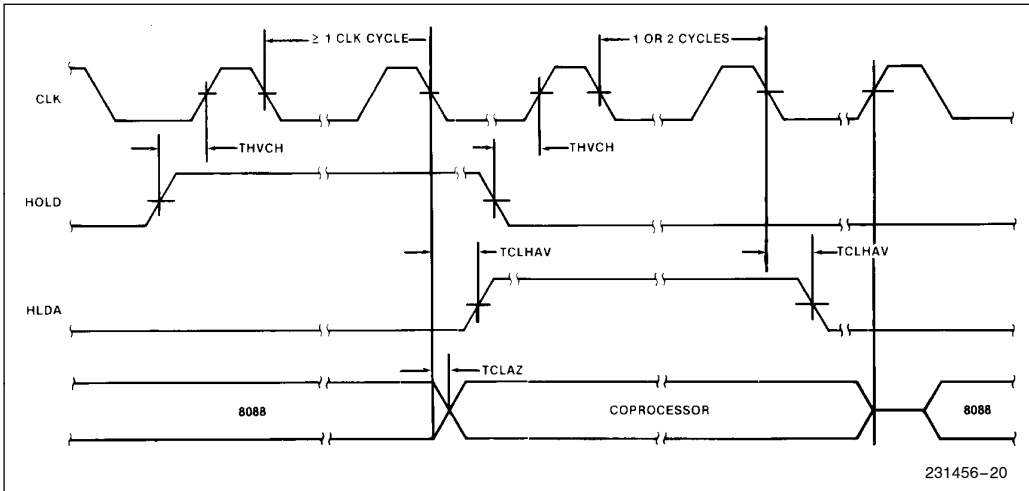 ≥ 1 CLK CYCLE
1 OR 2 CYCLES
CLK
THVCH
THVCH
HOLD
TCLHAV
TCLHAV
HLDA
TCLAZ
8088
COPROCESSOR
8088
231456–20